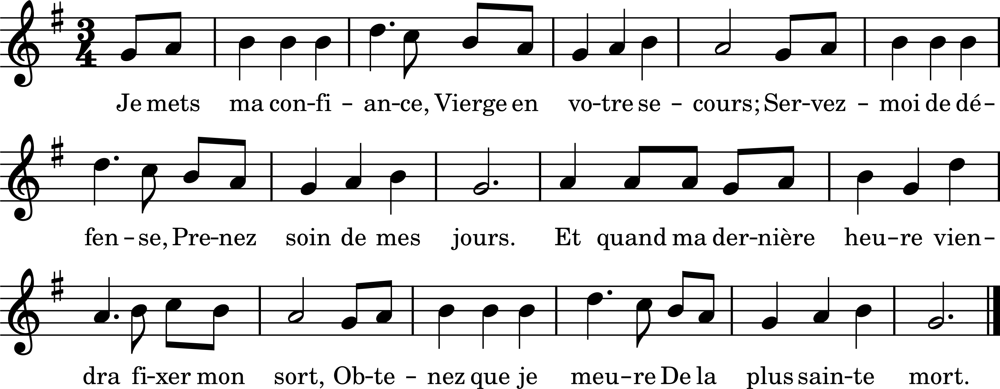 Je mets ma con-fi - an-ce, Vierge en vo-tre se - cours; Ser-vez - moi de dé-
fen-se, Pre-nez soin de mes jours. Et quand ma der-nière heu-re vien-
dra fi-xer mon sort, Ob-te - nez que je meu-re De la plus sain-te mort.